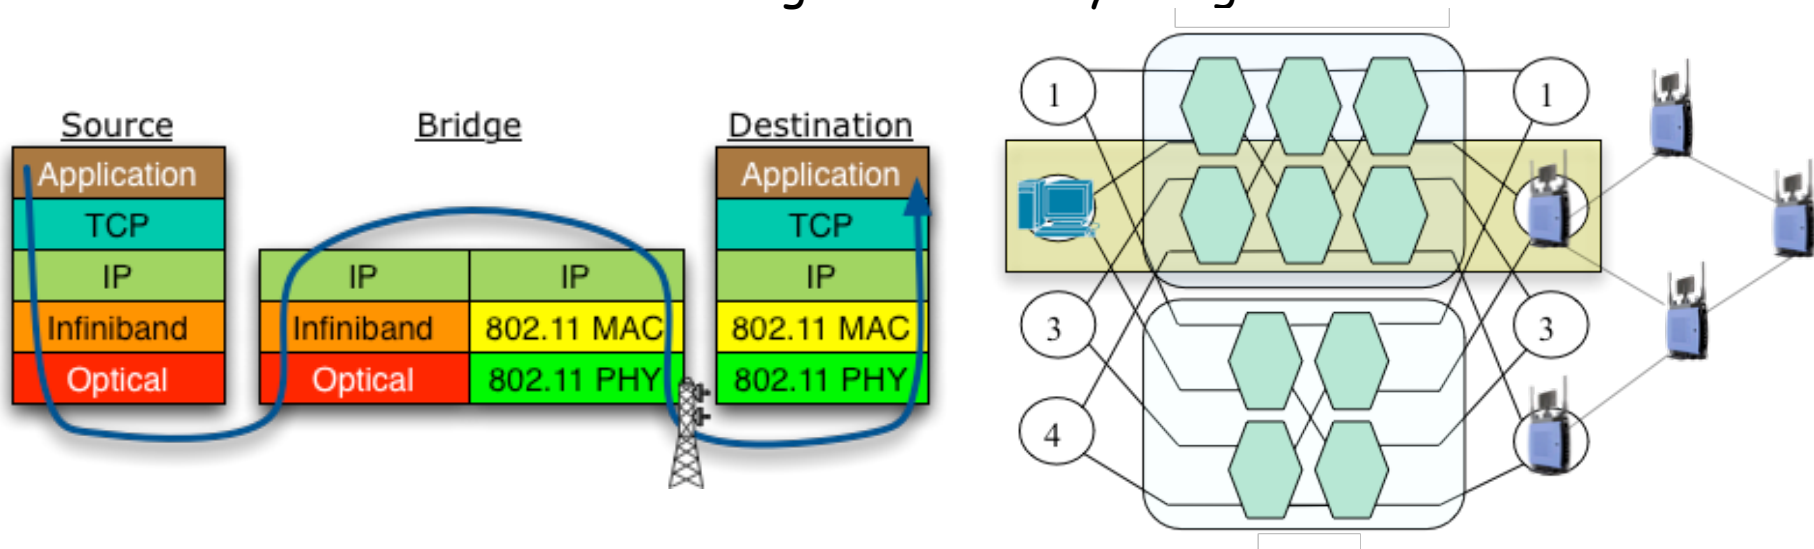 Source
Bridge
Destination
Application
TCP
IP
Infiniband
Optical
IP
IP
Infiniband
802.11 MAC
Optical
802.11 PHY
Application
TCP
IP
802.11 MAC
802.11 PHY
1
3
4
1
3